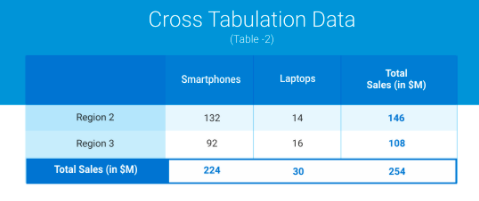 Cross Tabulation Data
(Table -2)
Smartphones Laptops Total Sales (in $M)
Region 2 132 14 146
Region 3 92 16 108
Total Sales (in $M) 224 30 254